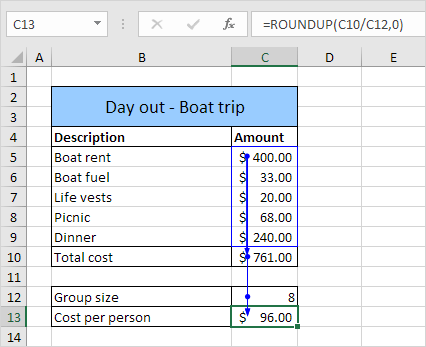 C13 fx =ROUNDUP(C10/C12,0)
A B C D E
1
2 Day out - Boat trip
3
4 Description Amount
5 Boat rent $ 400.00
6 Boat fuel $ 33.00
7 Life vests $ 20.00
8 Picnic $ 68.00
9 Dinner $ 240.00
10 Total cost $ 761.00
11
12 Group size 8
13 Cost per person $ 96.00
14